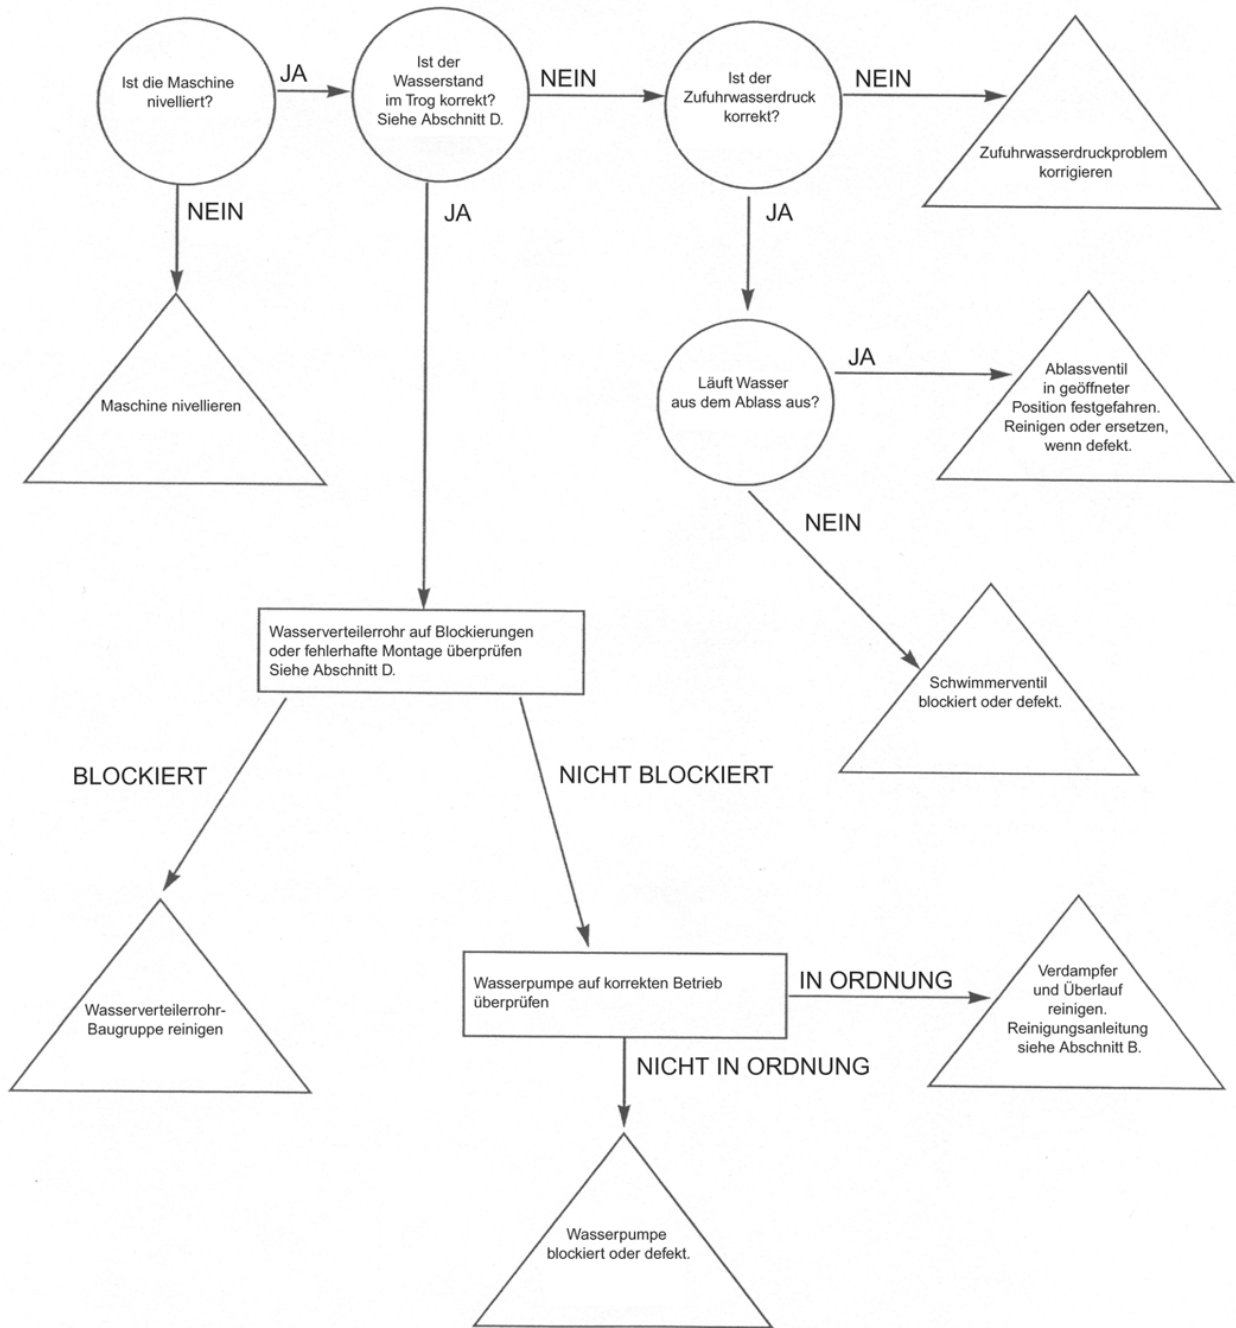 Ist die Maschine
nivelliert?
JA
Ist der
Wasserstand
im Trog korrekt?
Siehe Abschnitt D.
NEIN
Ist der
Zufuhrwasserdruck
korrekt?
NEIN
Zufuhrwasserdruckproblem
korrigieren
NEIN
JA
JA
Maschine nivellieren
Läuft Wasser
aus dem Ablass aus?
JA
Ablassventil
in geöffneter
Position festgefahren.
Reinigen oder ersetzen,
wenn defekt.
NEIN
Schwimmerventil
blockiert oder defekt.
Wasserverteilerrohr auf Blockierungen
oder fehlerhafte Montage überprüfen
Siehe Abschnitt D.
BLOCKIERT
NICHT BLOCKIERT
Wasserverteilerrohr-
Baugruppe reinigen
Wasserpumpe auf korrekten Betrieb
überprüfen
IN ORDNUNG
Verdampfer
und Überlauf
reinigen.
Reinigungsanleitung
siehe Abschnitt B.
NICHT IN ORDNUNG
Wasserpumpe
blockiert oder defekt.